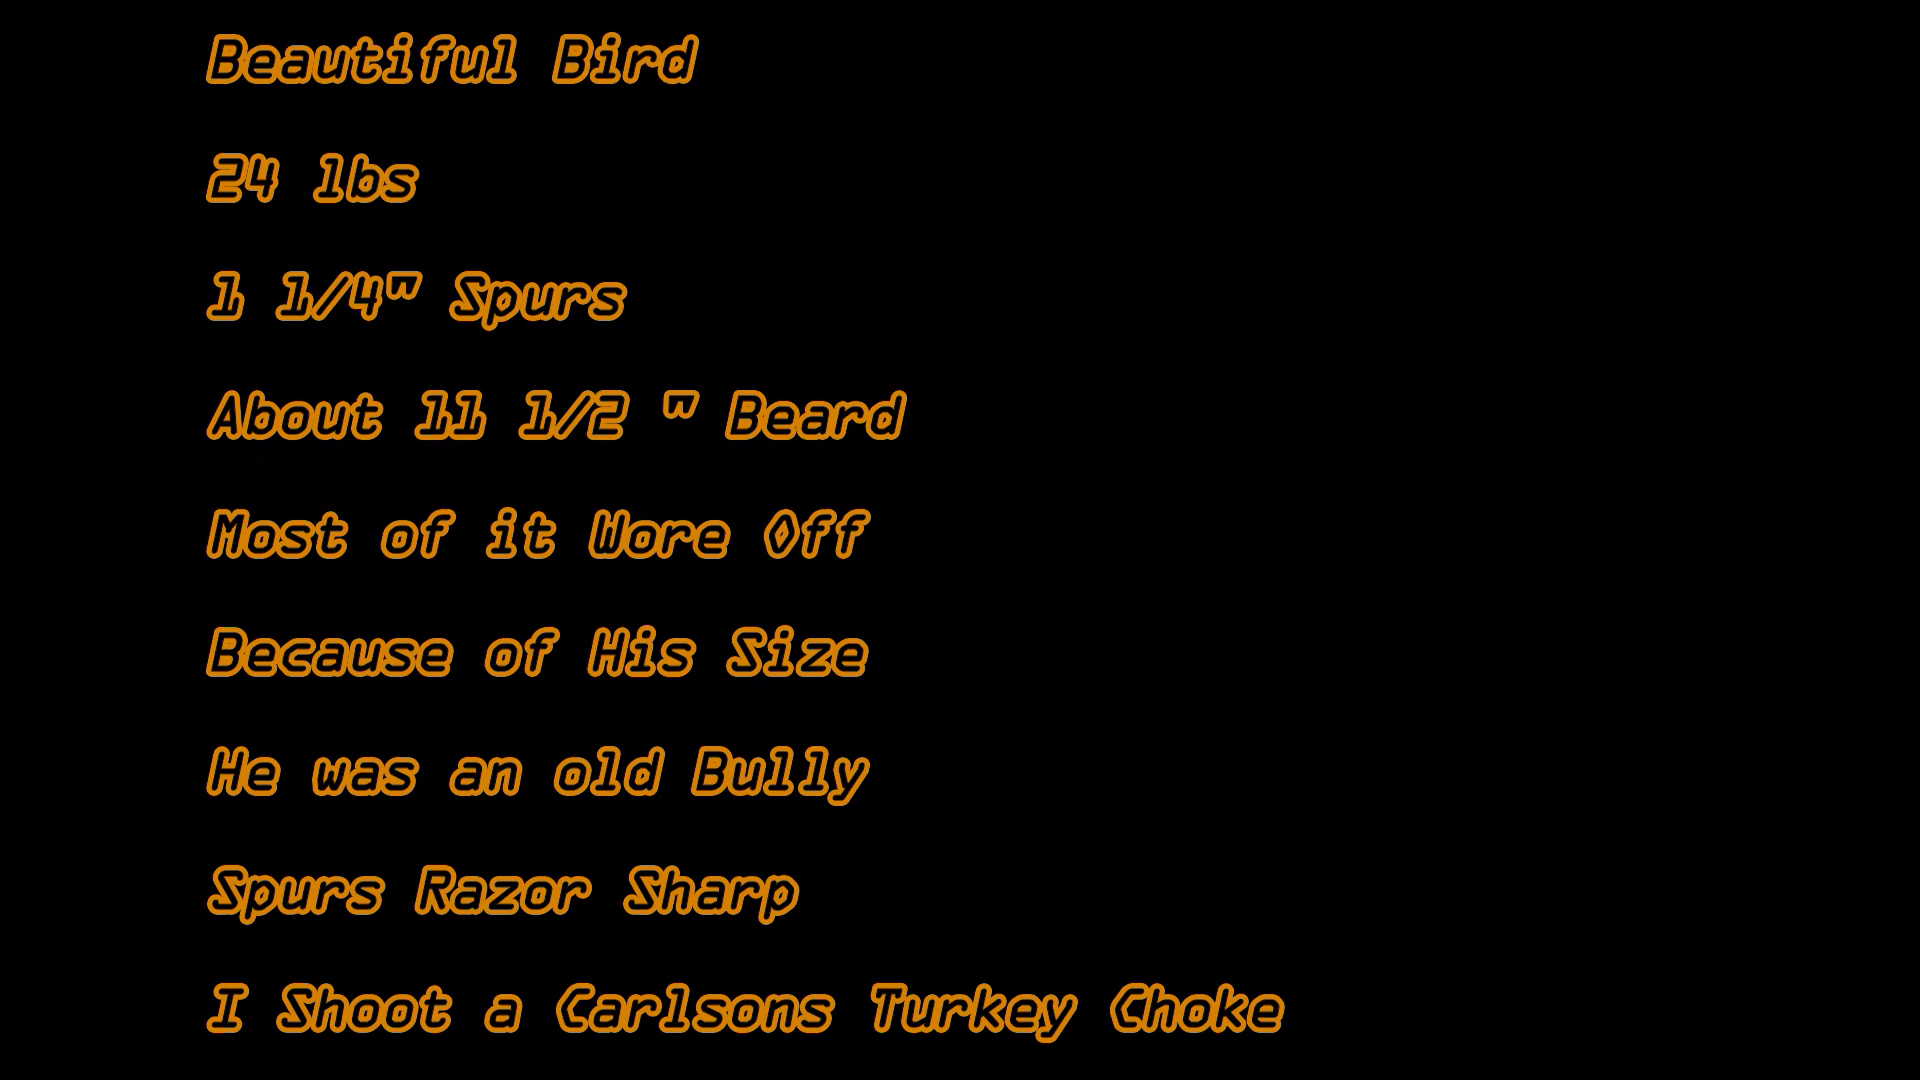 Beautiful Bird
24 lbs
1 1/4" Spurs
About 11 1/2 " Beard
Most of it Wore Off
Because of His Size
He was an old Bully
Spurs Razor Sharp
I Shoot a Carlsons Turkey Choke